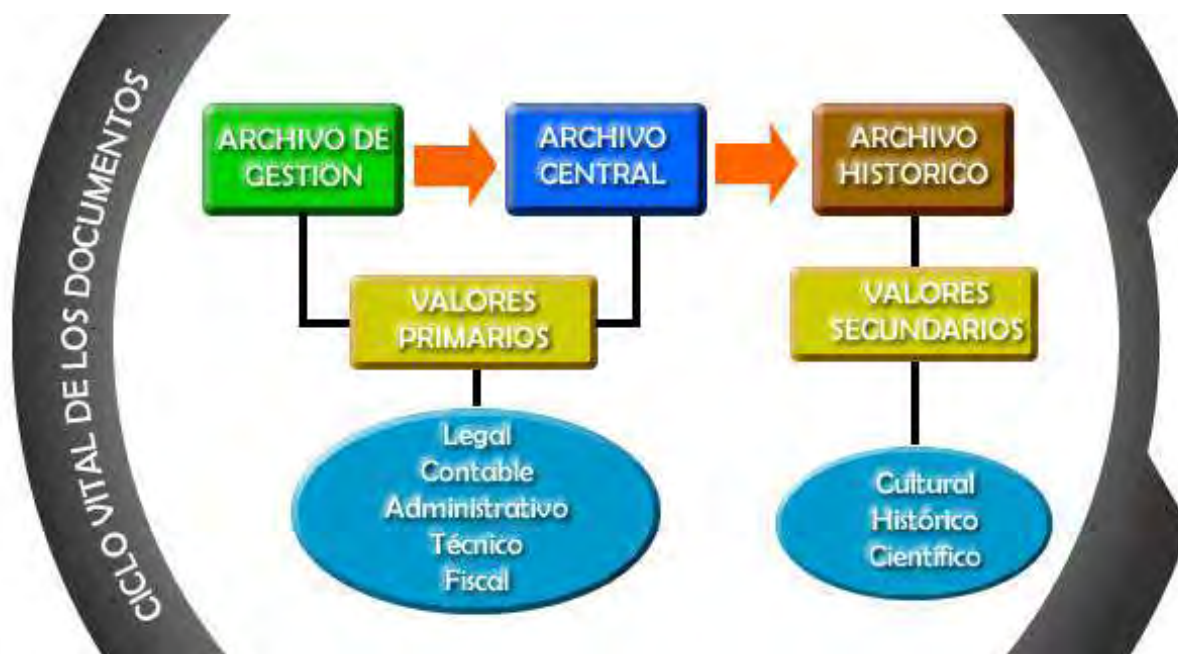 CICLO VITAL DE LOS DOCUMENTOS
ARCHIVO DE
GESTION
ARCHIVO
CENTRAL
ARCHIVO
HISTORICO
VALORES
PRIMARIOS
VALORES
SECUNDARIOS
Legal
Contable
Administrativo
Técnico
Fiscal
Cultural
Histórico
Científico